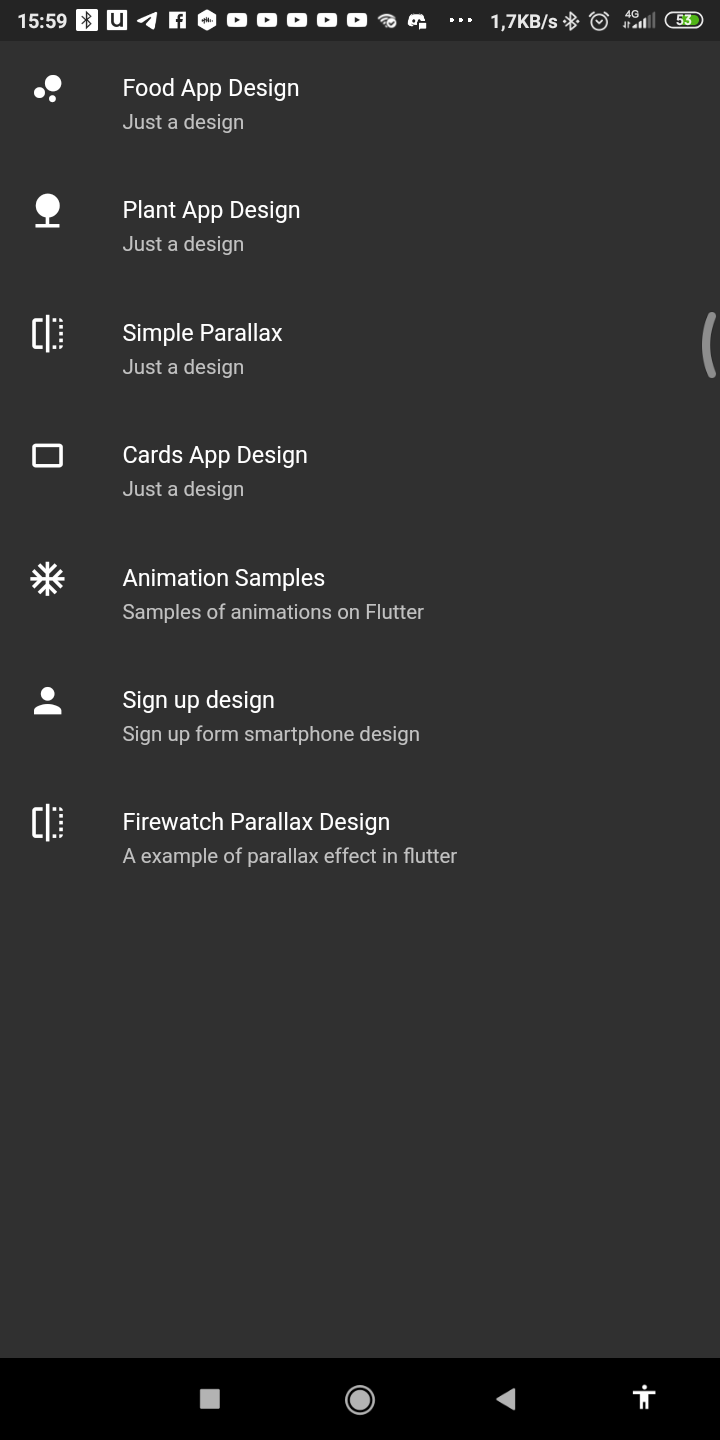 15:59 1,7KB/s 4G 53
Food App Design
Just a design
Plant App Design
Just a design
Simple Parallax
Just a design
Cards App Design
Just a design
Animation Samples
Samples of animations on Flutter
Sign up design
Sign up form smartphone design
Firewatch Parallax Design
A example of parallax effect in flutter